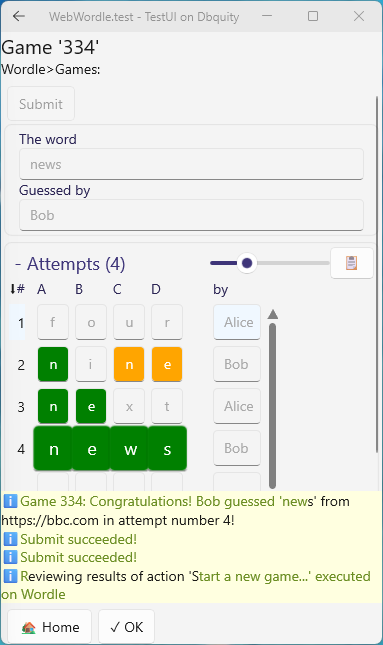 WebWordle.test - TestUI on Dbquity
Game '334'
Wordle>Games:
Submit
The word
news
Guessed by
Bob
- Attempts (4)
# A B C D by
1 f o u r Alice
2 n i n e Bob
3 n e x t Alice
4 n e w s Bob
Game 334: Congratulations! Bob guessed 'news' from
https://bbc.com in attempt number 4!
Submit succeeded!
Submit succeeded!
Reviewing results of action 'Start a new game...' executed
on Wordle
Home ✓ OK